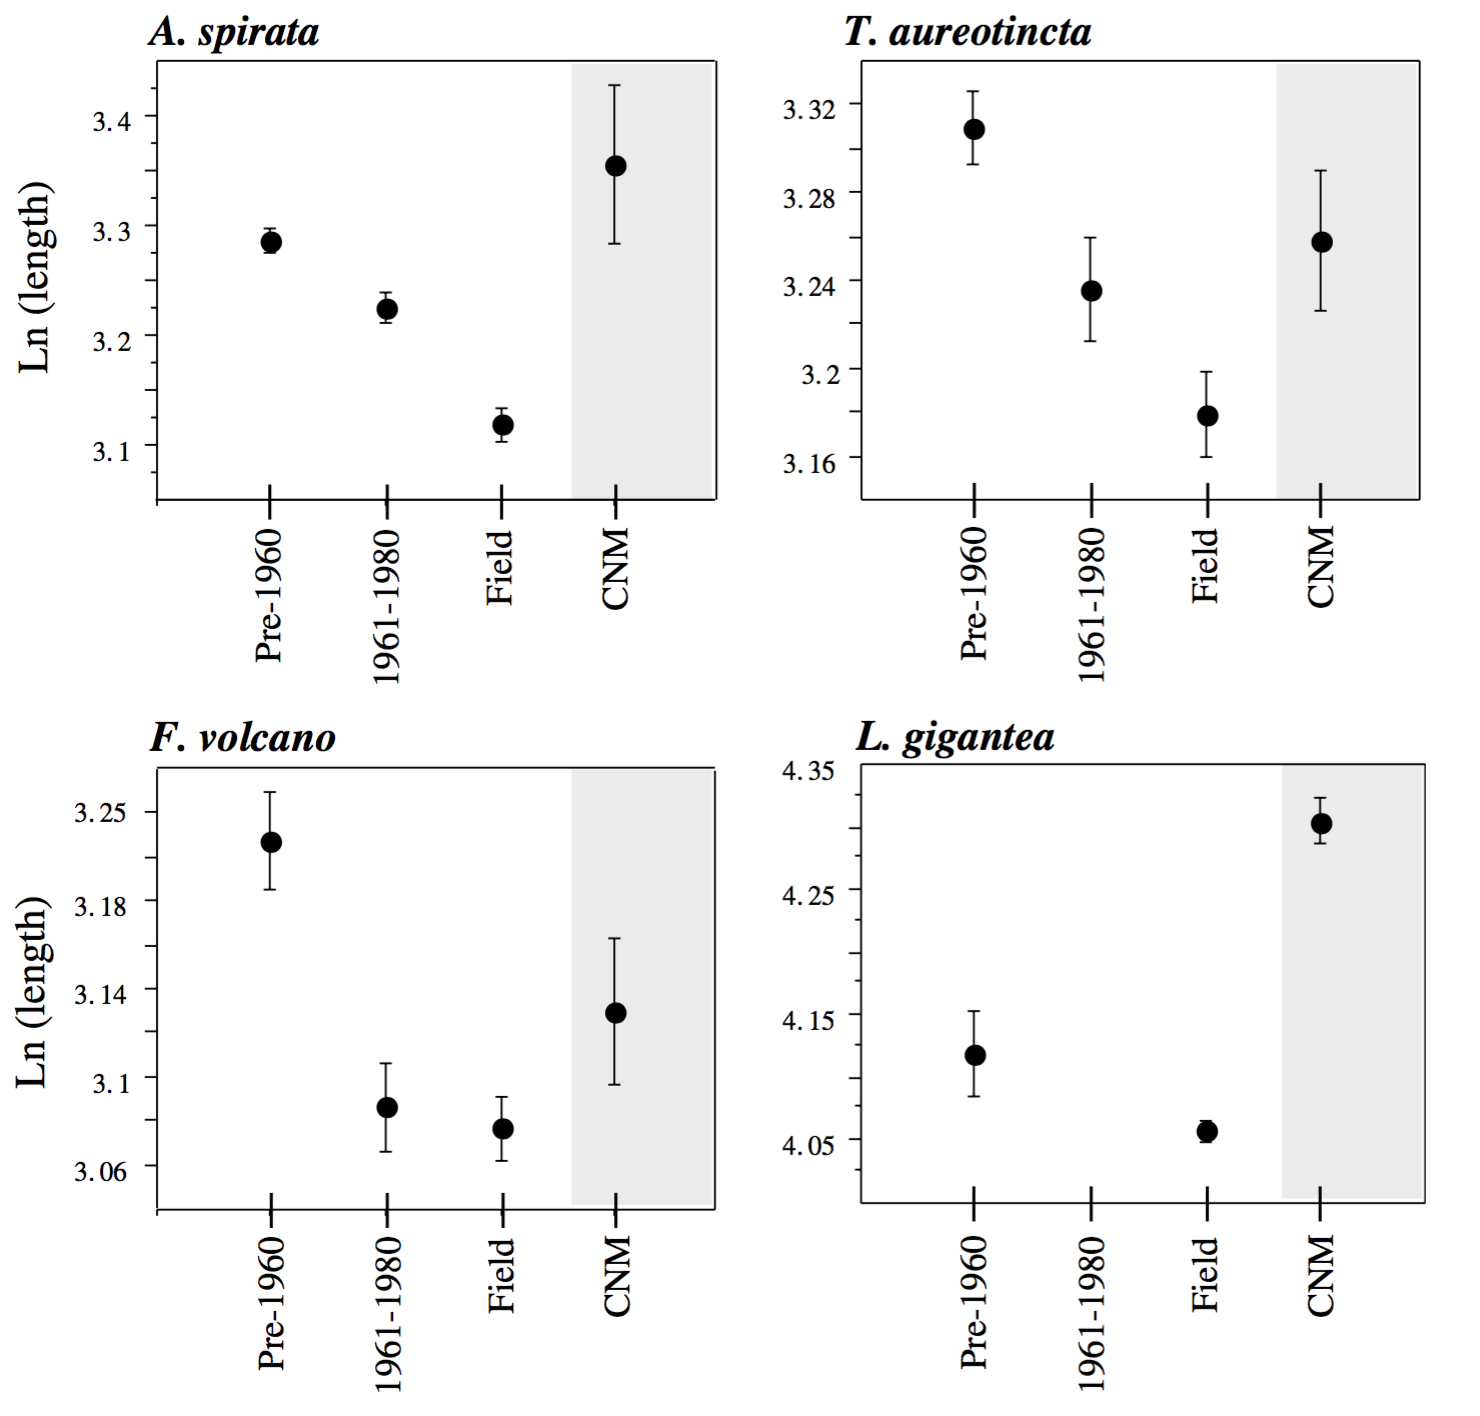 A. spirata
Ln (length)
3.4
3.3
3.2
3.1
Pre-1960
1961-1980
Field
CNM
T. aureotincta
3.32
3.28
3.24
3.2
3.16
Pre-1960
1961-1980
Field
CNM
F. volcano
Ln (length)
3.25
3.18
3.14
3.1
3.06
Pre-1960
1961-1980
Field
CNM
L. gigantea
4.35
4.25
4.15
4.05
Pre-1960
1961-1980
Field
CNM